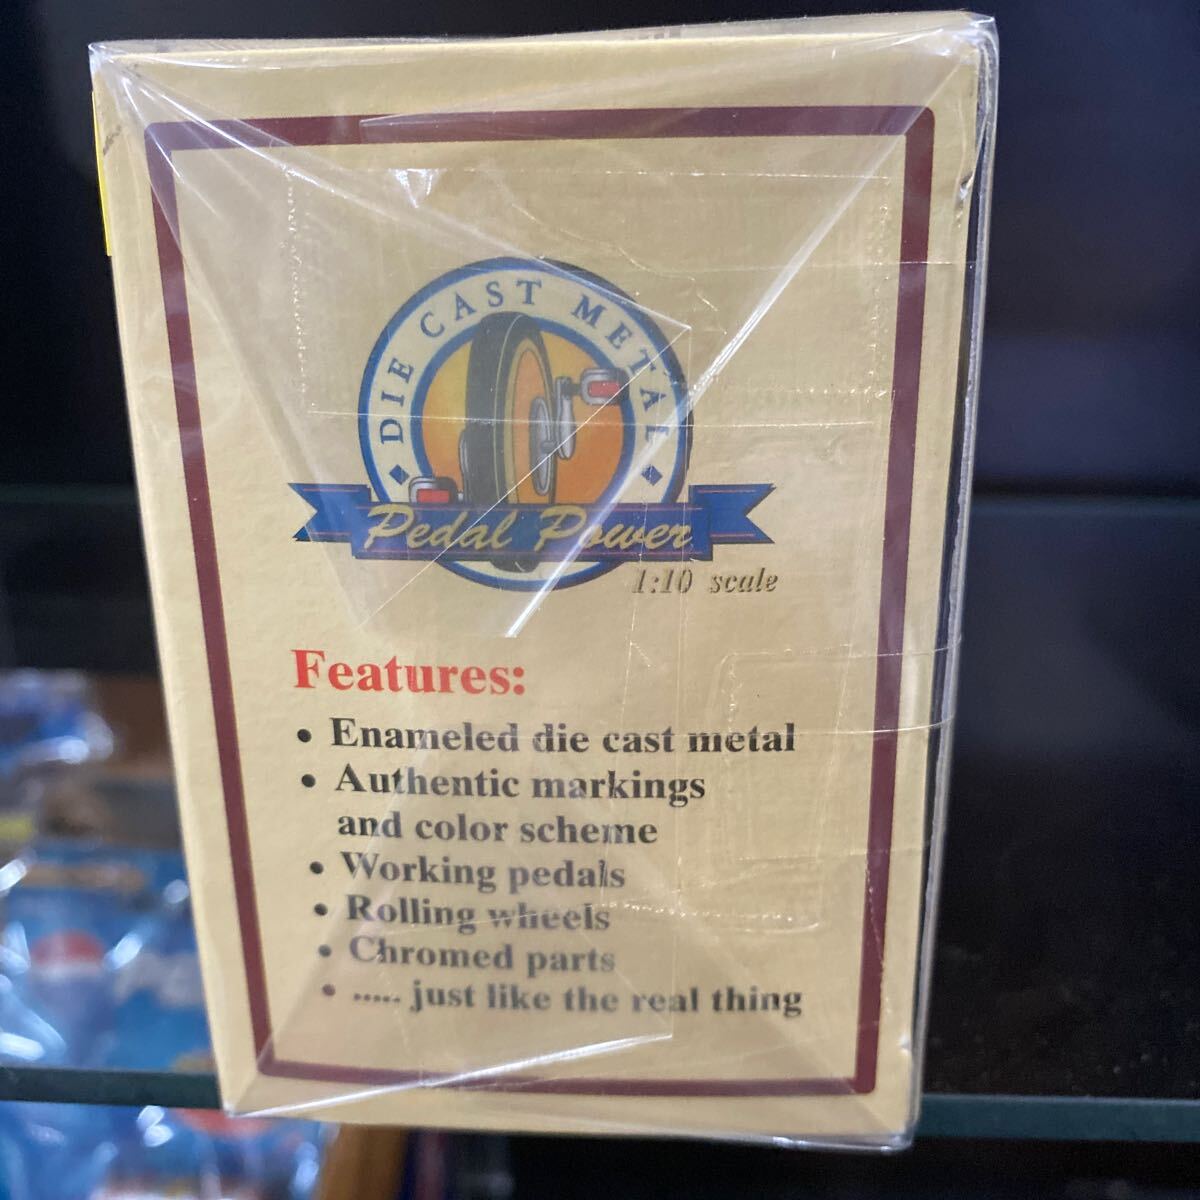 DIE CAST METAL
Pedal Power
1:10 scale
Features:
• Enameled die cast metal
• Authentic markings
and color scheme
• Working pedals
• Rolling wheels
• Chromed parts
• ..... just like the real thing